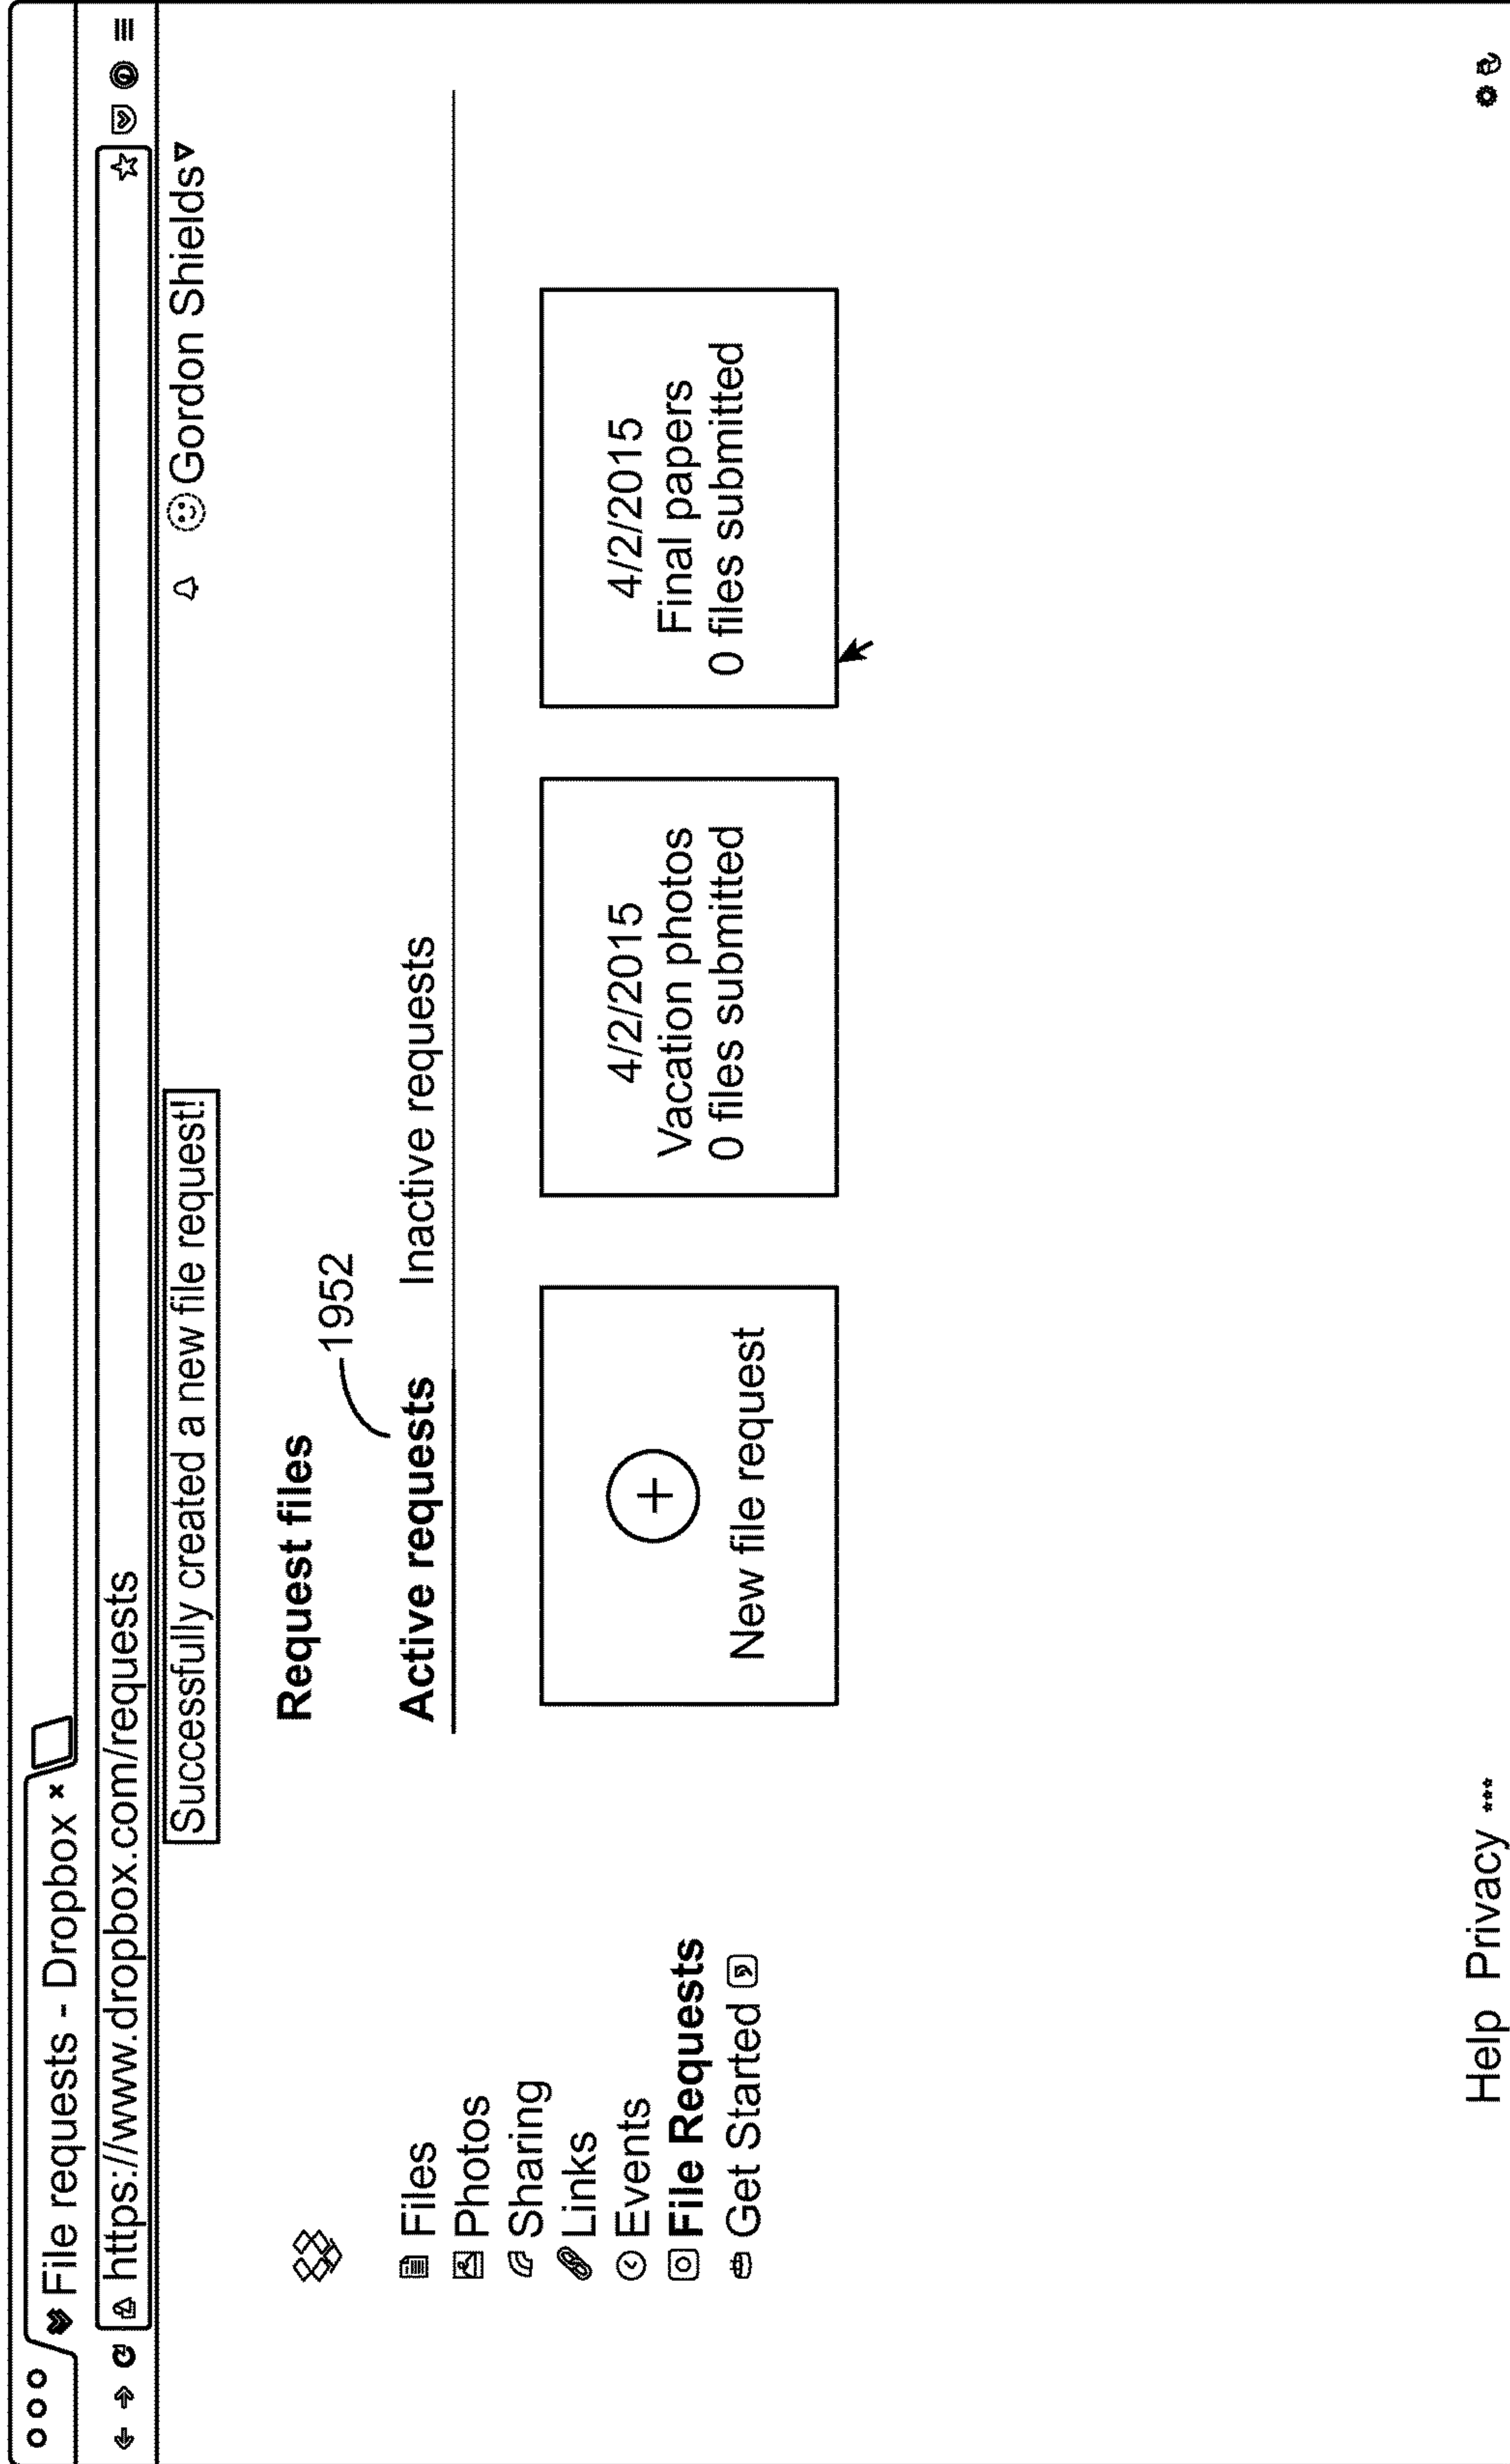 File requests - Dropbox
https://www.dropbox.com/requests
Successfully created a new file request!
Gordon Shields
Request files
1952
Active requests
Inactive requests
Files
Photos
Sharing
Links
Events
File Requests
Get Started
New file request
4/2/2015
Vacation photos
0 files submitted
4/2/2015
Final papers
0 files submitted
Help Privacy ***